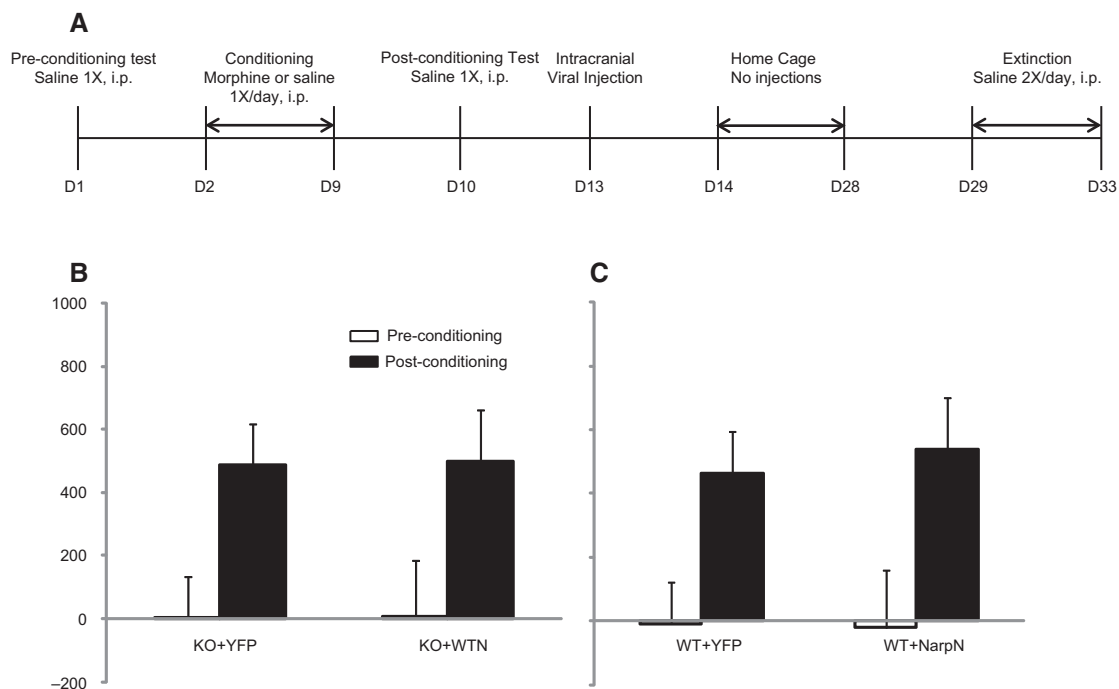 A
Pre-conditioning test
Saline 1X, i.p.
Conditioning
Morphine or saline
1X/day, i.p.
Post-conditioning Test
Saline 1X, i.p.
Intracranial
Viral Injection
Home Cage
No injections
Extinction
Saline 2X/day, i.p.
D1 D2 D9 D10 D13 D14 D28 D29 D33
B
1000
800
600
400
200
0
–200
Pre-conditioning
Post-conditioning
KO+YFP KO+WTN
C
WT+YFP WT+NarpN